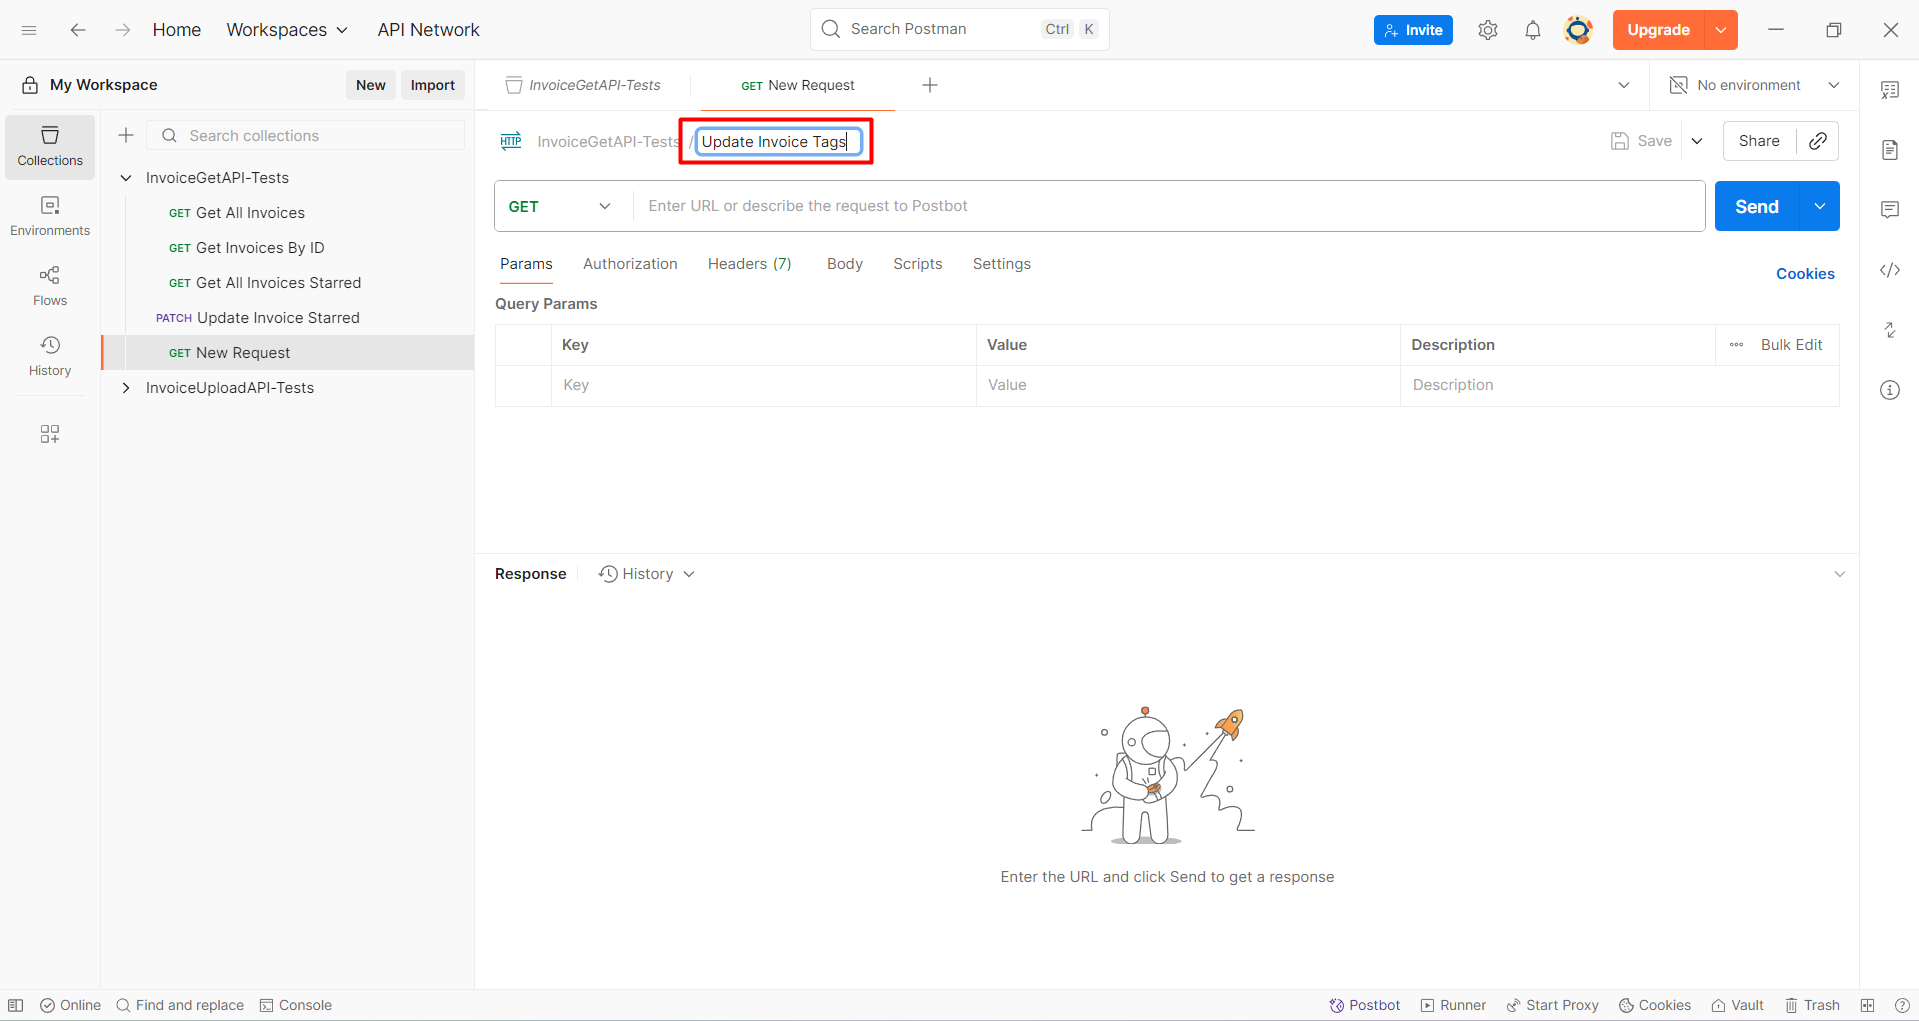 Home Workspaces API Network Search Postman Ctrl K Invite Upgrade
My Workspace New Import InvoiceGetAPI-Tests GET New Request No environment
Search collections
InvoiceGetAPI-Tests / Update Invoice Tags Save Share
Collections
Environments
Flows
History
InvoiceGetAPI-Tests
GET Get All Invoices
GET Get Invoices By ID
GET Get All Invoices Starred
PATCH Update Invoice Starred
GET New Request
InvoiceUploadAPI-Tests
GET Enter URL or describe the request to Postbot Send
Params Authorization Headers (7) Body Scripts Settings Cookies
Query Params
Key Value Description Bulk Edit
Key Value Description
Response History
Enter the URL and click Send to get a response
Online Find and replace Console Postbot Runner Start Proxy Cookies Vault Trash